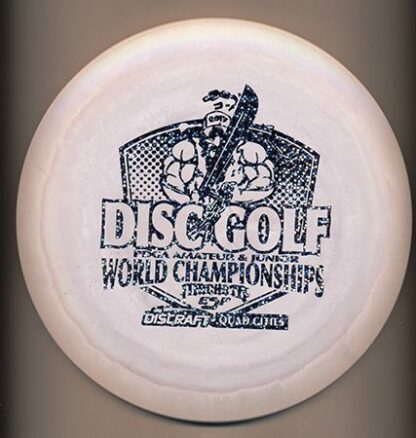 DISC GOLF
PDGA AMATEUR & JUNIOR
WORLD CHAMPIONSHIPS
ESP
DISCRAFT QUAD CITIES